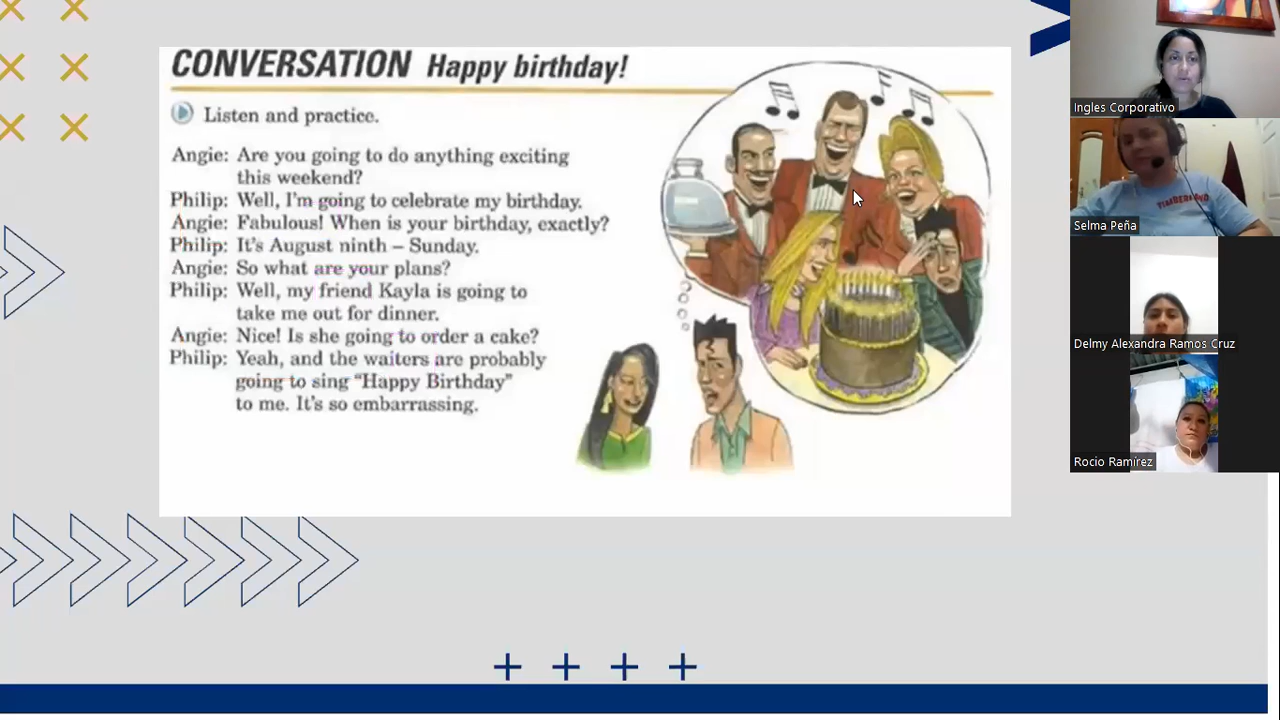 CONVERSATION Happy birthday!
Listen and practice.
Angie: Are you going to do anything exciting
this weekend?
Philip: Well, I'm going to celebrate my birthday.
Angie: Fabulous! When is your birthday, exactly?
Philip: It's August ninth – Sunday.
Angie: So what are your plans?
Philip: Well, my friend Kayla is going to
take me out for dinner.
Angie: Nice! Is she going to order a cake?
Philip: Yeah, and the waiters are probably
going to sing "Happy Birthday"
to me. It's so embarrassing.
Ingles Corporativo
Selma Peña
Delmy Alexandra Ramos Cruz
Rocio Ramírez